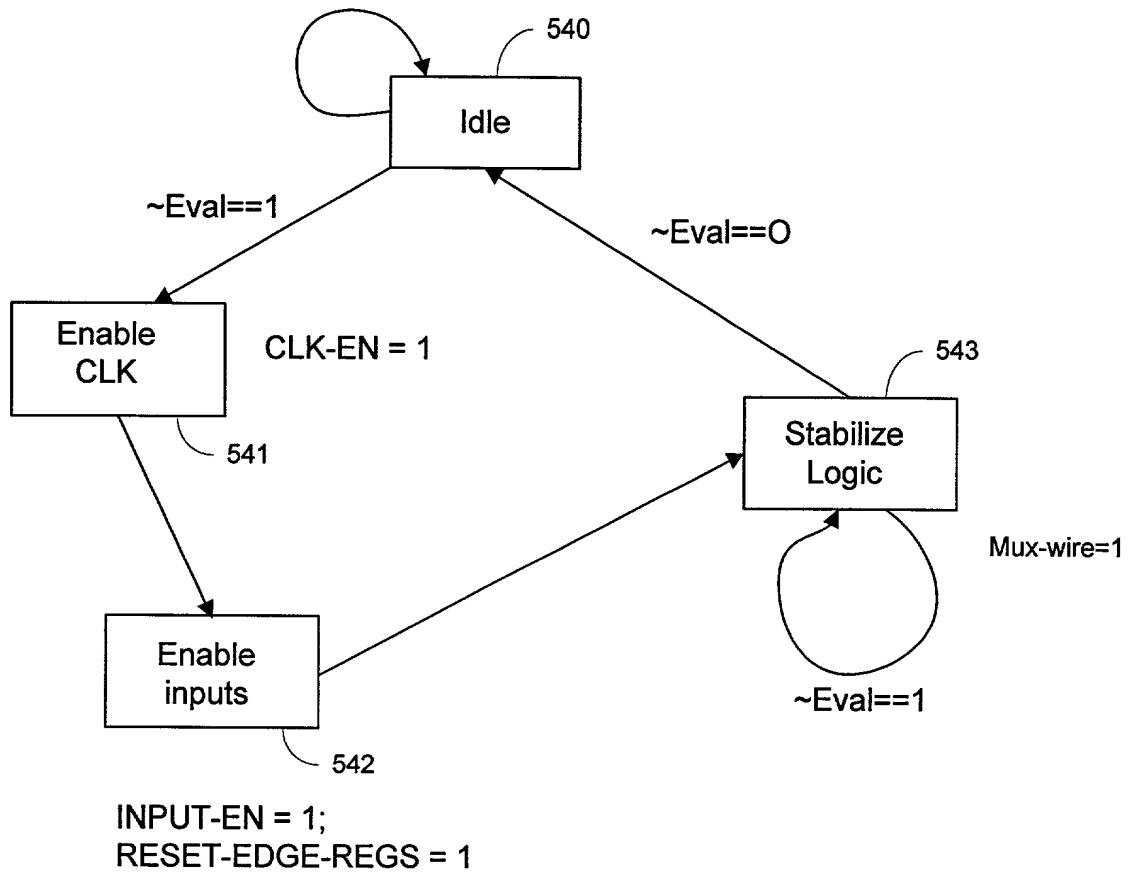 540
Idle
~Eval==1
~Eval==O
Enable
CLK
CLK-EN = 1
541
543
Stabilize
Logic
Mux-wire=1
~Eval==1
Enable
inputs
542
INPUT-EN = 1;
RESET-EDGE-REGS = 1